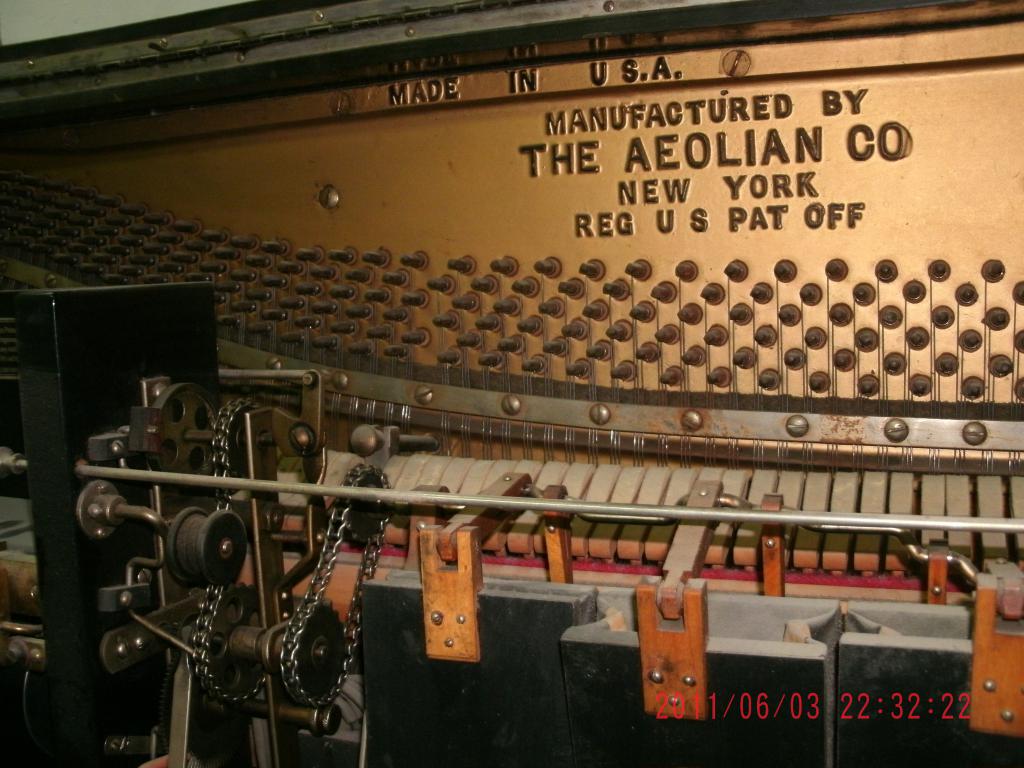 MADE IN U.S.A.
MANUFACTURED BY
THE AEOLIAN CO
NEW YORK
REG U S PAT OFF
2011/06/03 22:32:22